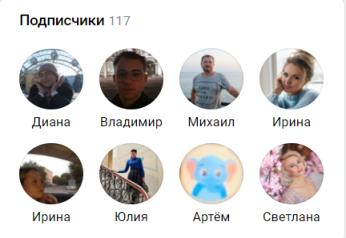 Подписчики 117
Диана Владимир Михаил Ирина
Ирина Юлия Артём Светлана